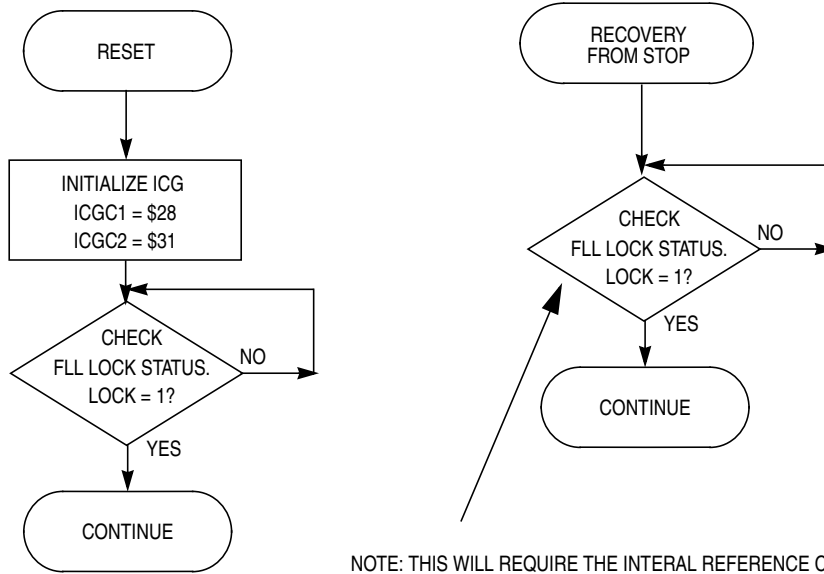 RESET
INITIALIZE ICG
ICGC1 = $28
ICGC2 = $31
CHECK
FLL LOCK STATUS.
LOCK = 1?
NO
YES
CONTINUE
RECOVERY
FROM STOP
CHECK
FLL LOCK STATUS.
LOCK = 1?
NO
YES
CONTINUE
NOTE: THIS WILL REQUIRE THE INTERAL REFERENCE C